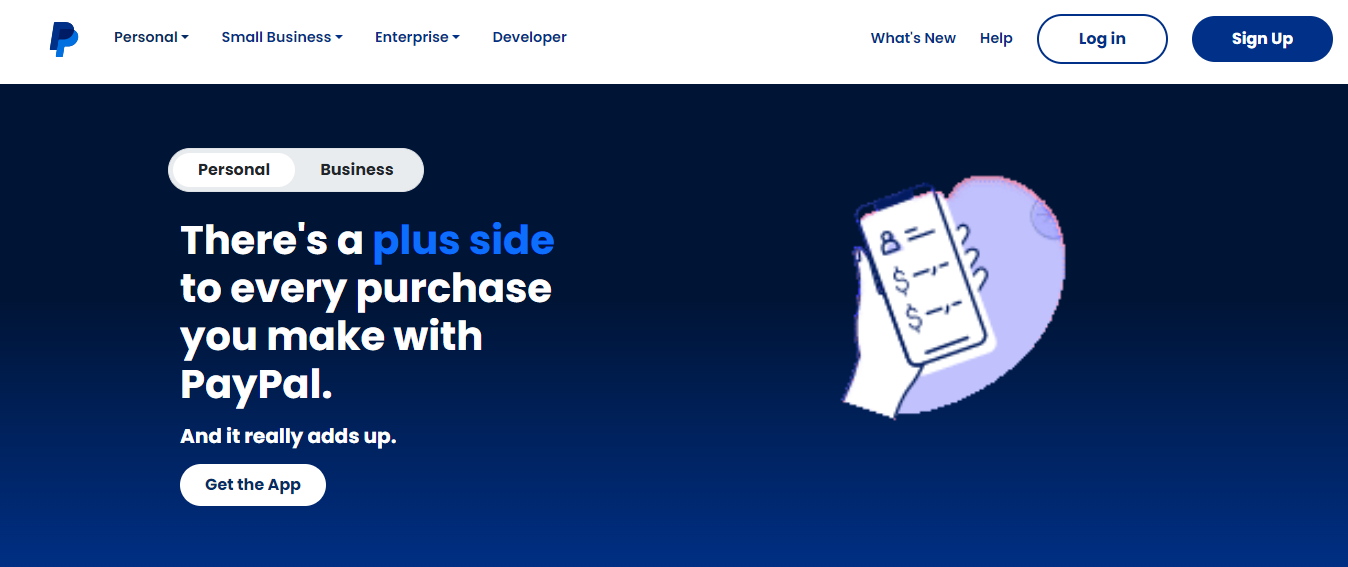 Personal
Small Business
Enterprise
Developer
What's New
Help
Log in
Sign Up
Personal
Business
There's a plus side
to every purchase
you make with
PayPal.
And it really adds up.
Get the App
$
$